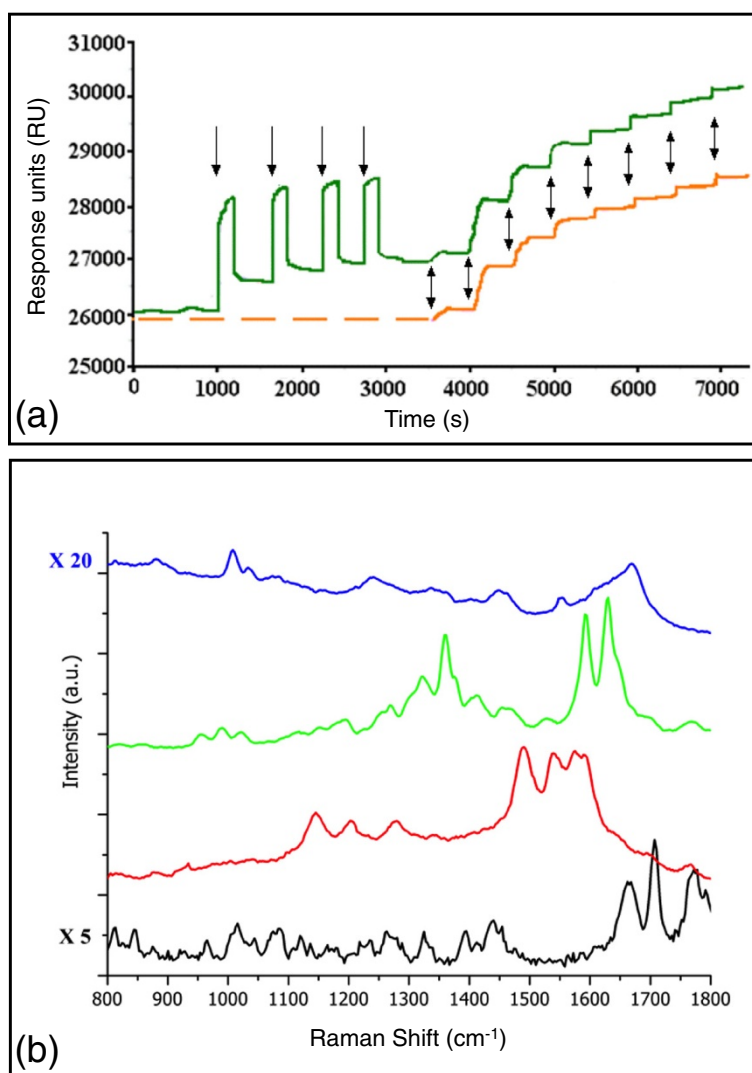 31000
30000
29000
28000
27000
26000
25000
Response units (RU)
0 1000 2000 3000 4000 5000 6000 7000
Time (s)
(a)
X 20
X 5
Intensity (a.u.)
800 900 1000 1100 1200 1300 1400 1500 1600 1700 1800
Raman Shift (cm⁻¹)
(b)